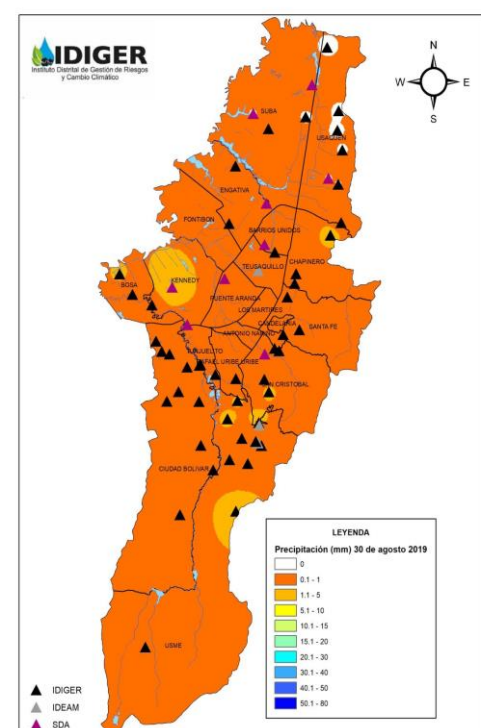 IDIGER
Instituto Distrital de Gestión de Riesgos
y Cambio Climático
N
W
E
S
SUBA
USAQUEN
ENGATIVA
FONTIBON
BARRIOS UNIDOS
TEUSAQUILLO
CHAPINERO
BOSA
KENNEDY
PUENTE ARANDA
LOS MARTIRES
CANDELARIA
SANTA FE
ANTONIO NARIÑO
TUNJUELITO
RAFAEL URIBE URIBE
SAN CRISTOBAL
CIUDAD BOLIVAR
USME
LEYENDA
Precipitación (mm) 30 de agosto 2019
0
0.1 - 1
1.1 - 5
5.1 - 10
10.1 - 15
15.1 - 20
20.1 - 30
30.1 - 40
40.1 - 50
50.1 - 80
IDIGER
IDEAM
SDA